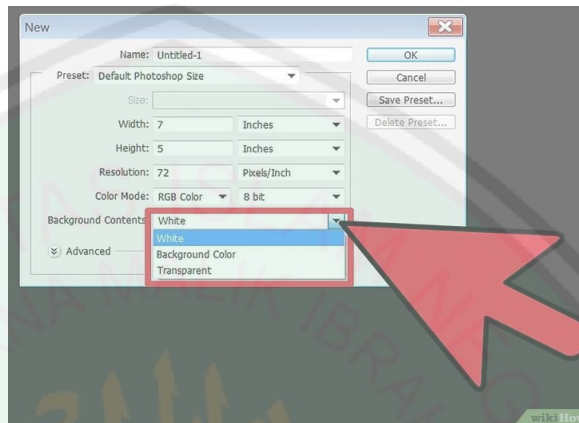 New
Name: Untitled-1
OK
Preset: Default Photoshop Size
Cancel
Size:
Save Preset...
Width: 7 Inches
Delete Preset...
Height: 5 Inches
Resolution: 72 Pixels/Inch
Color Mode: RGB Color 8 bit
Background Contents White
White
Advanced
Background Color
Transparent
MALIK IBRA
wikiHow